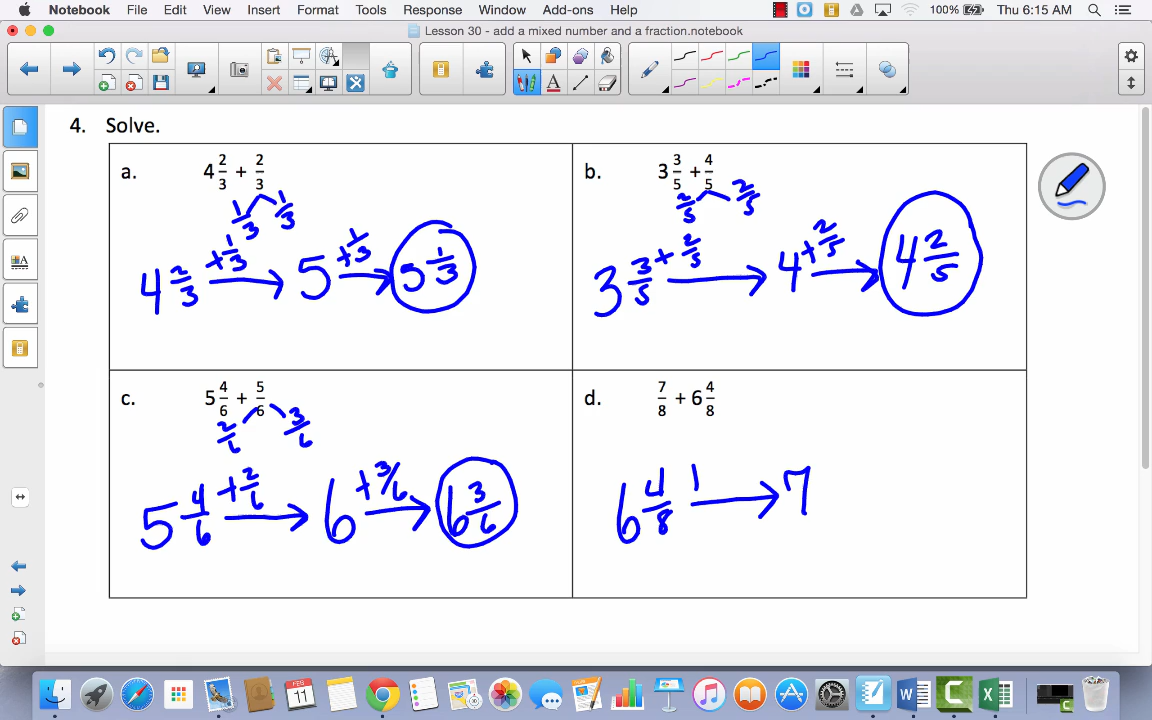 Notebook File Edit View Insert Format Tools Response Window Add-ons Help 100% Thu 6:15 AM
Lesson 30 - add a mixed number and a fraction.notebook
4. Solve.
a. 4 2/3 + 2/3
1/3 1/3
4 2/3 +1/3 → 5 +1/3 → 5 1/3
b. 3 3/5 + 4/5
2/5 2/5
3 3/5 + 2/5 → 4 +2/5 → 4 2/5
c. 5 4/6 + 5/6
2/6 3/6
5 4/6 +2/6 → 6 +3/6 → 6 3/6
d. 7/8 + 6 4/8
6 4/8 → 7
FEB
11